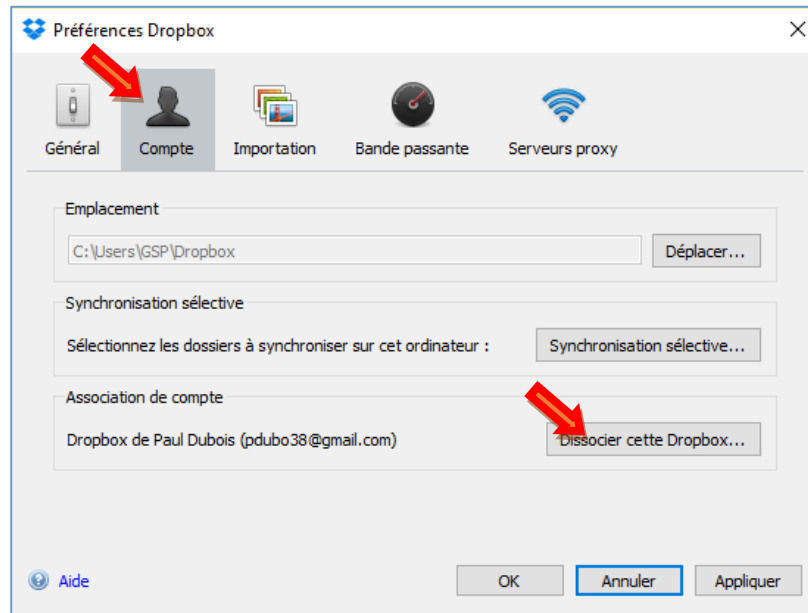 Préférences Dropbox
Général Compte Importation Bande passante Serveurs proxy
Emplacement
C:\Users\GSP\Dropbox Déplacer...
Synchronisation sélective
Sélectionnez les dossiers à synchroniser sur cet ordinateur : Synchronisation sélective...
Association de compte
Dropbox de Paul Dubois (pdubo38@gmail.com) Dissocier cette Dropbox...
Aide OK Annuler Appliquer